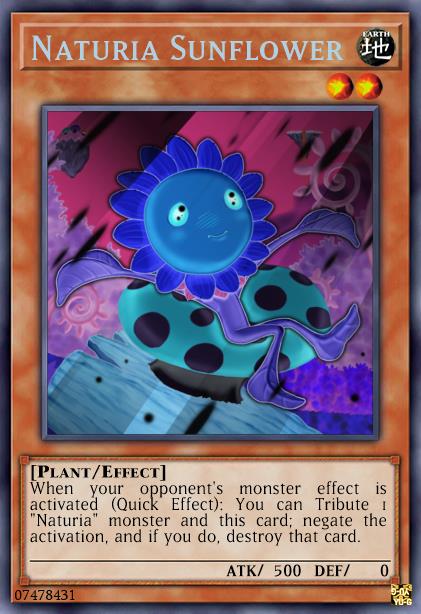 NATURIA SUNFLOWER
EARTH
地
[PLANT/EFFECT]
When your opponent's monster effect is
activated (Quick Effect): You can Tribute 1
"Naturia" monster and this card; negate the
activation, and if you do, destroy that card.
ATK/ 500 DEF/ 0
07478431